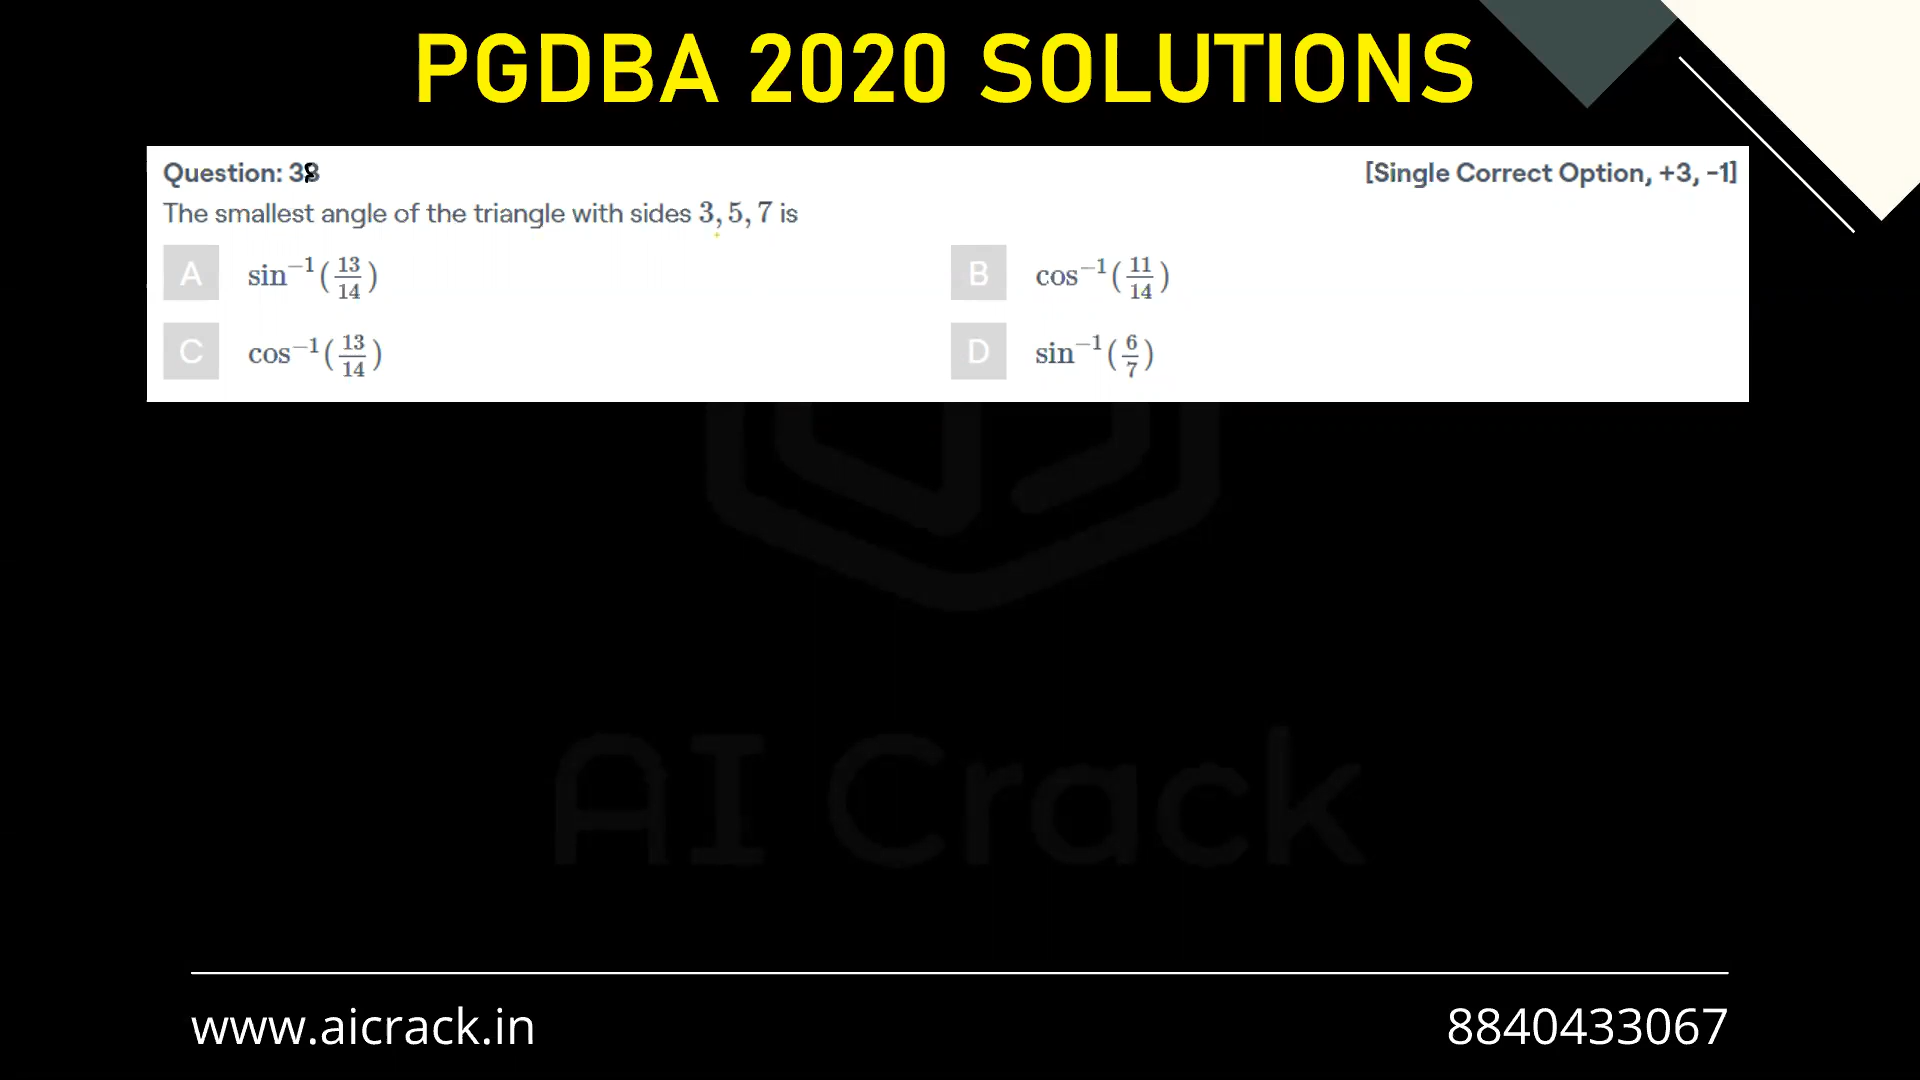 PGDBA 2020 SOLUTIONS
Question: 38 [Single Correct Option, +3, -1]
The smallest angle of the triangle with sides 3, 5, 7 is
A sin⁻¹(13/14) B cos⁻¹(11/14)
C cos⁻¹(13/14) D sin⁻¹(6/7)
AI Crack
www.aicrack.in 8840433067